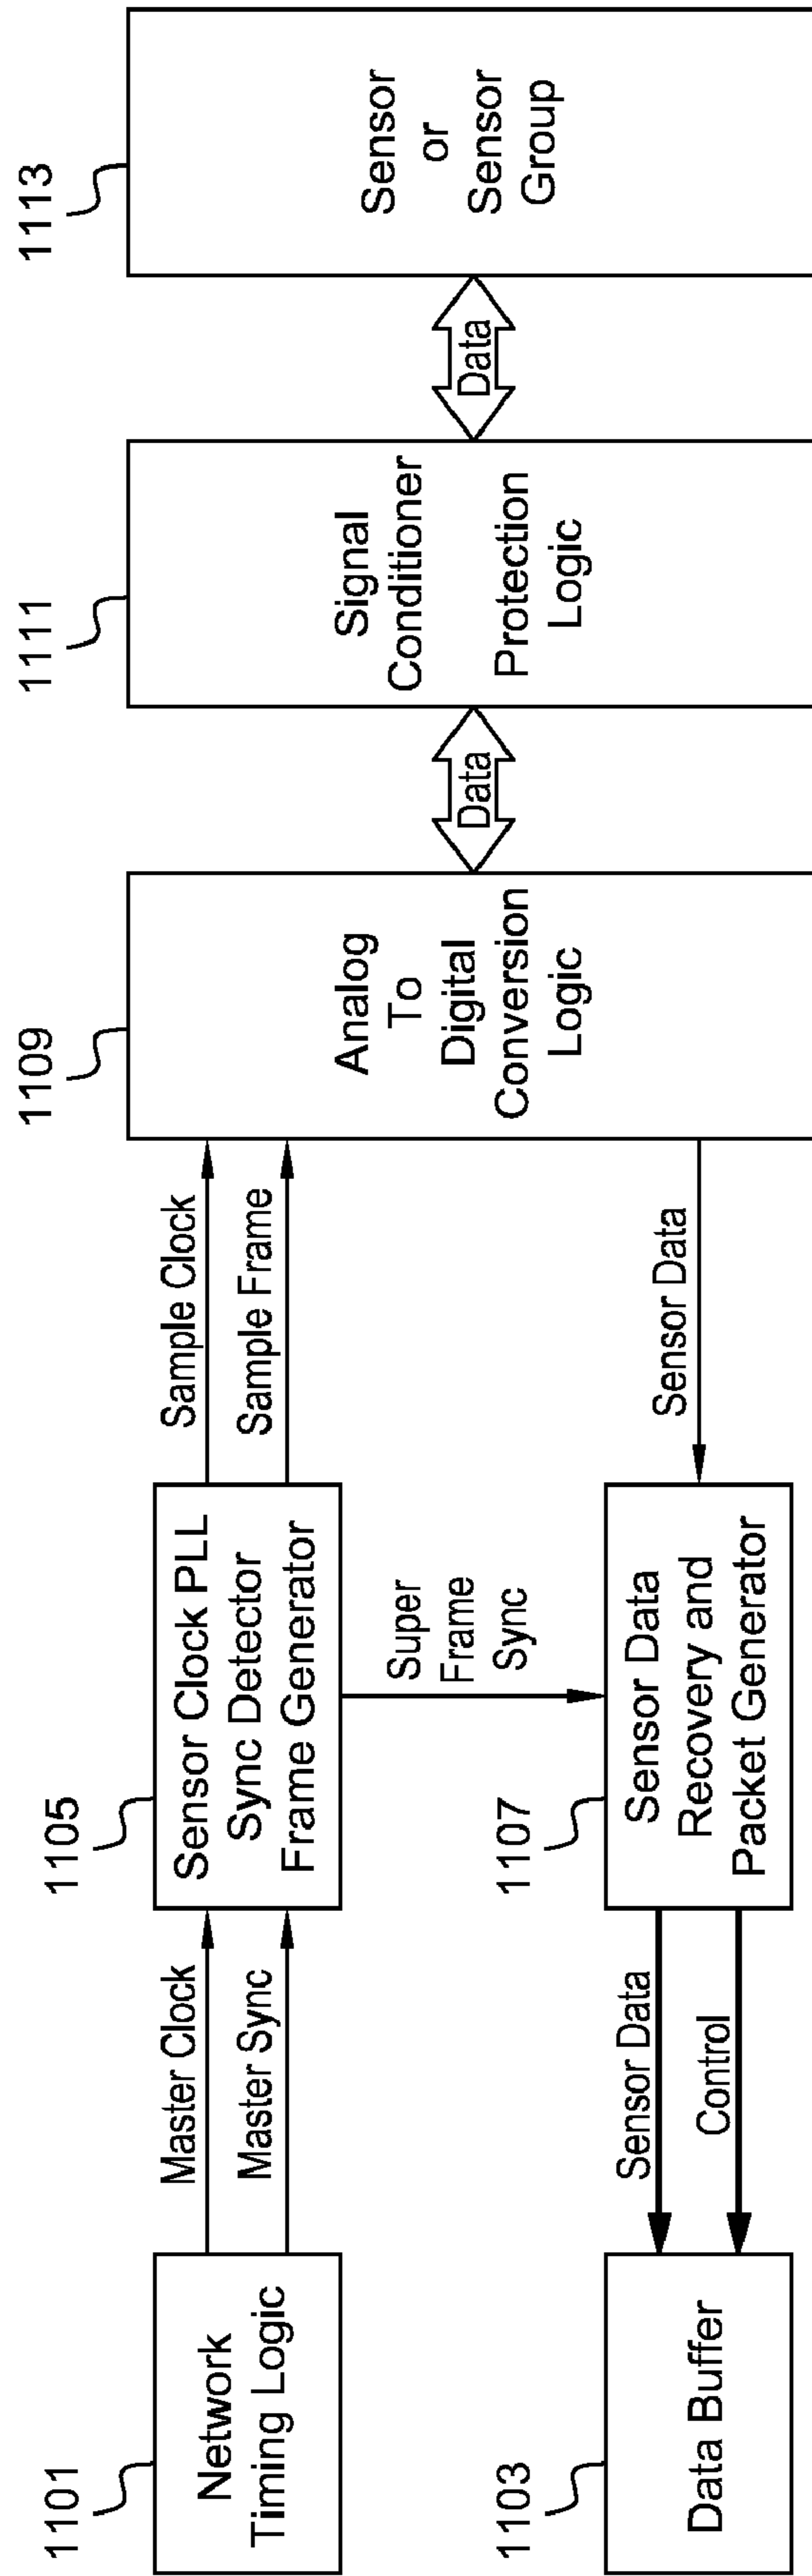 1101
Network
Timing Logic
Master Clock
Master Sync
1105
Sensor Clock PLL
Sync Detector
Frame Generator
Sample Clock
Sample Frame
Super
Frame
Sync
1103
Data Buffer
Sensor Data
Control
1107
Sensor Data
Recovery and
Packet Generator
Sensor Data
1109
Analog
To
Digital
Conversion
Logic
Data
1111
Signal
Conditioner
Protection
Logic
Data
1113
Sensor
or
Sensor
Group